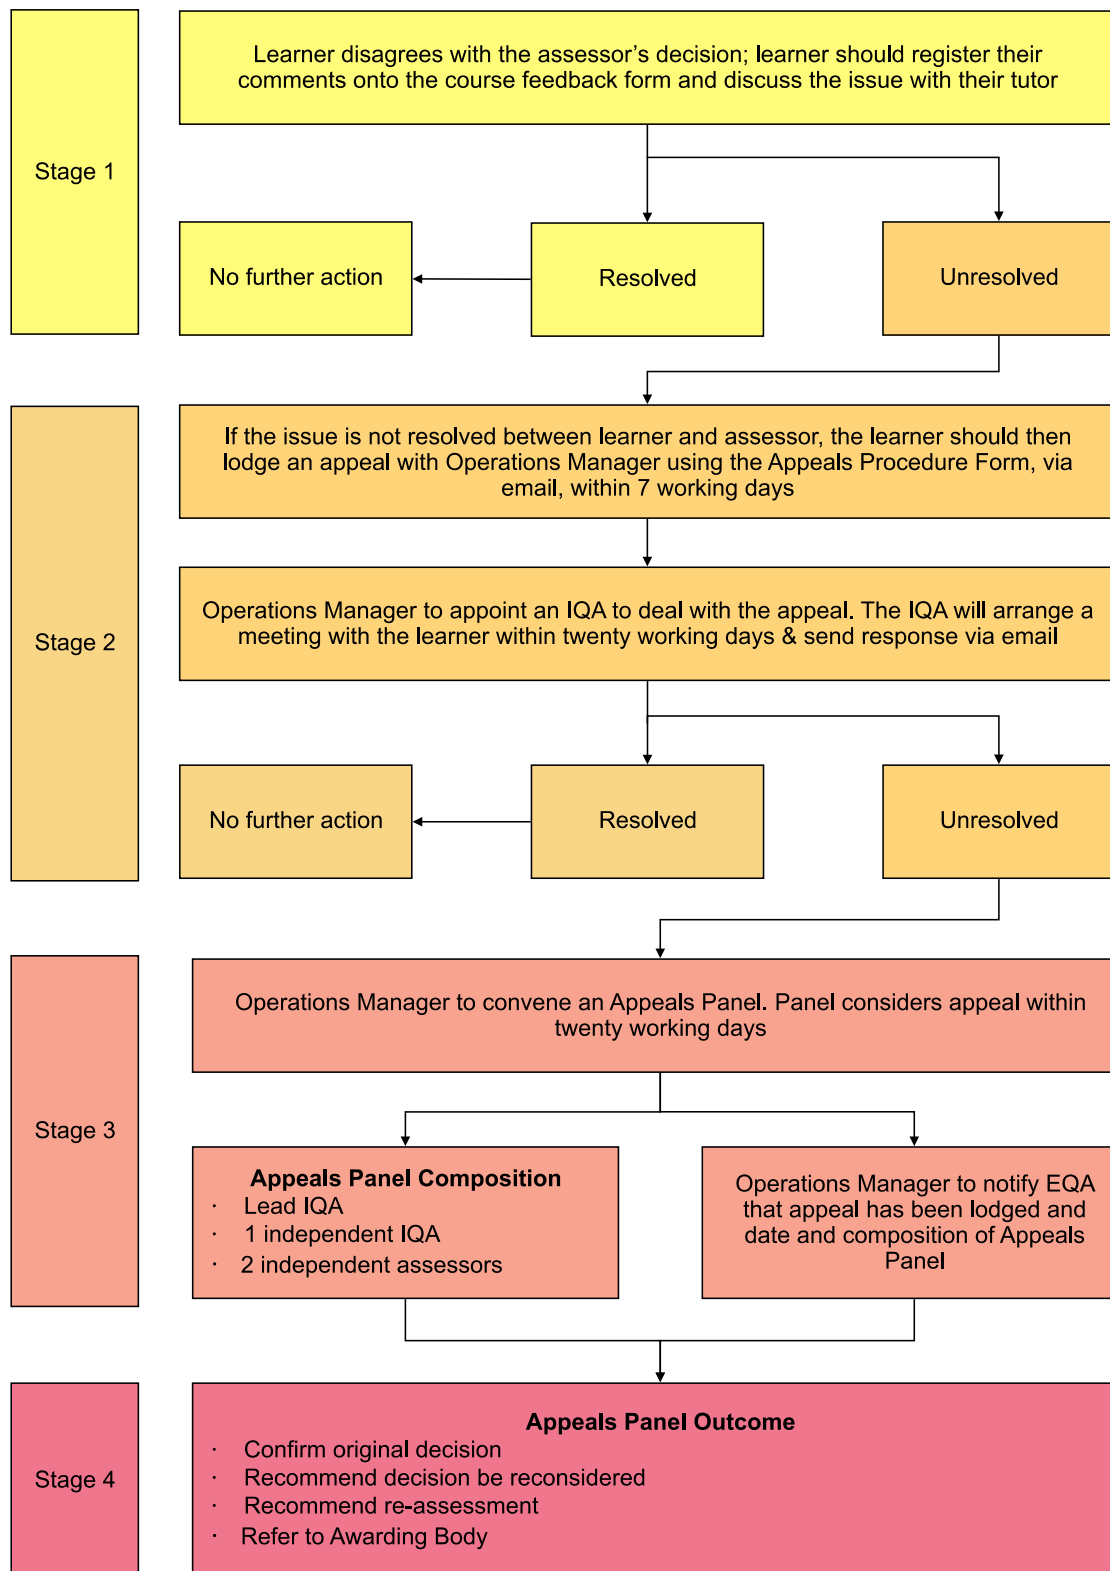 Stage 1
Learner disagrees with the assessor’s decision; learner should register their
comments onto the course feedback form and discuss the issue with their tutor
No further action
Resolved
Unresolved
Stage 2
If the issue is not resolved between learner and assessor, the learner should then
lodge an appeal with Operations Manager using the Appeals Procedure Form, via
email, within 7 working days
Operations Manager to appoint an IQA to deal with the appeal. The IQA will arrange a
meeting with the learner within twenty working days & send response via email
No further action
Resolved
Unresolved
Stage 3
Operations Manager to convene an Appeals Panel. Panel considers appeal within
twenty working days
Appeals Panel Composition
· Lead IQA
· 1 independent IQA
· 2 independent assessors
Operations Manager to notify EQA
that appeal has been lodged and
date and composition of Appeals
Panel
Stage 4
Appeals Panel Outcome
· Confirm original decision
· Recommend decision be reconsidered
· Recommend re-assessment
· Refer to Awarding Body